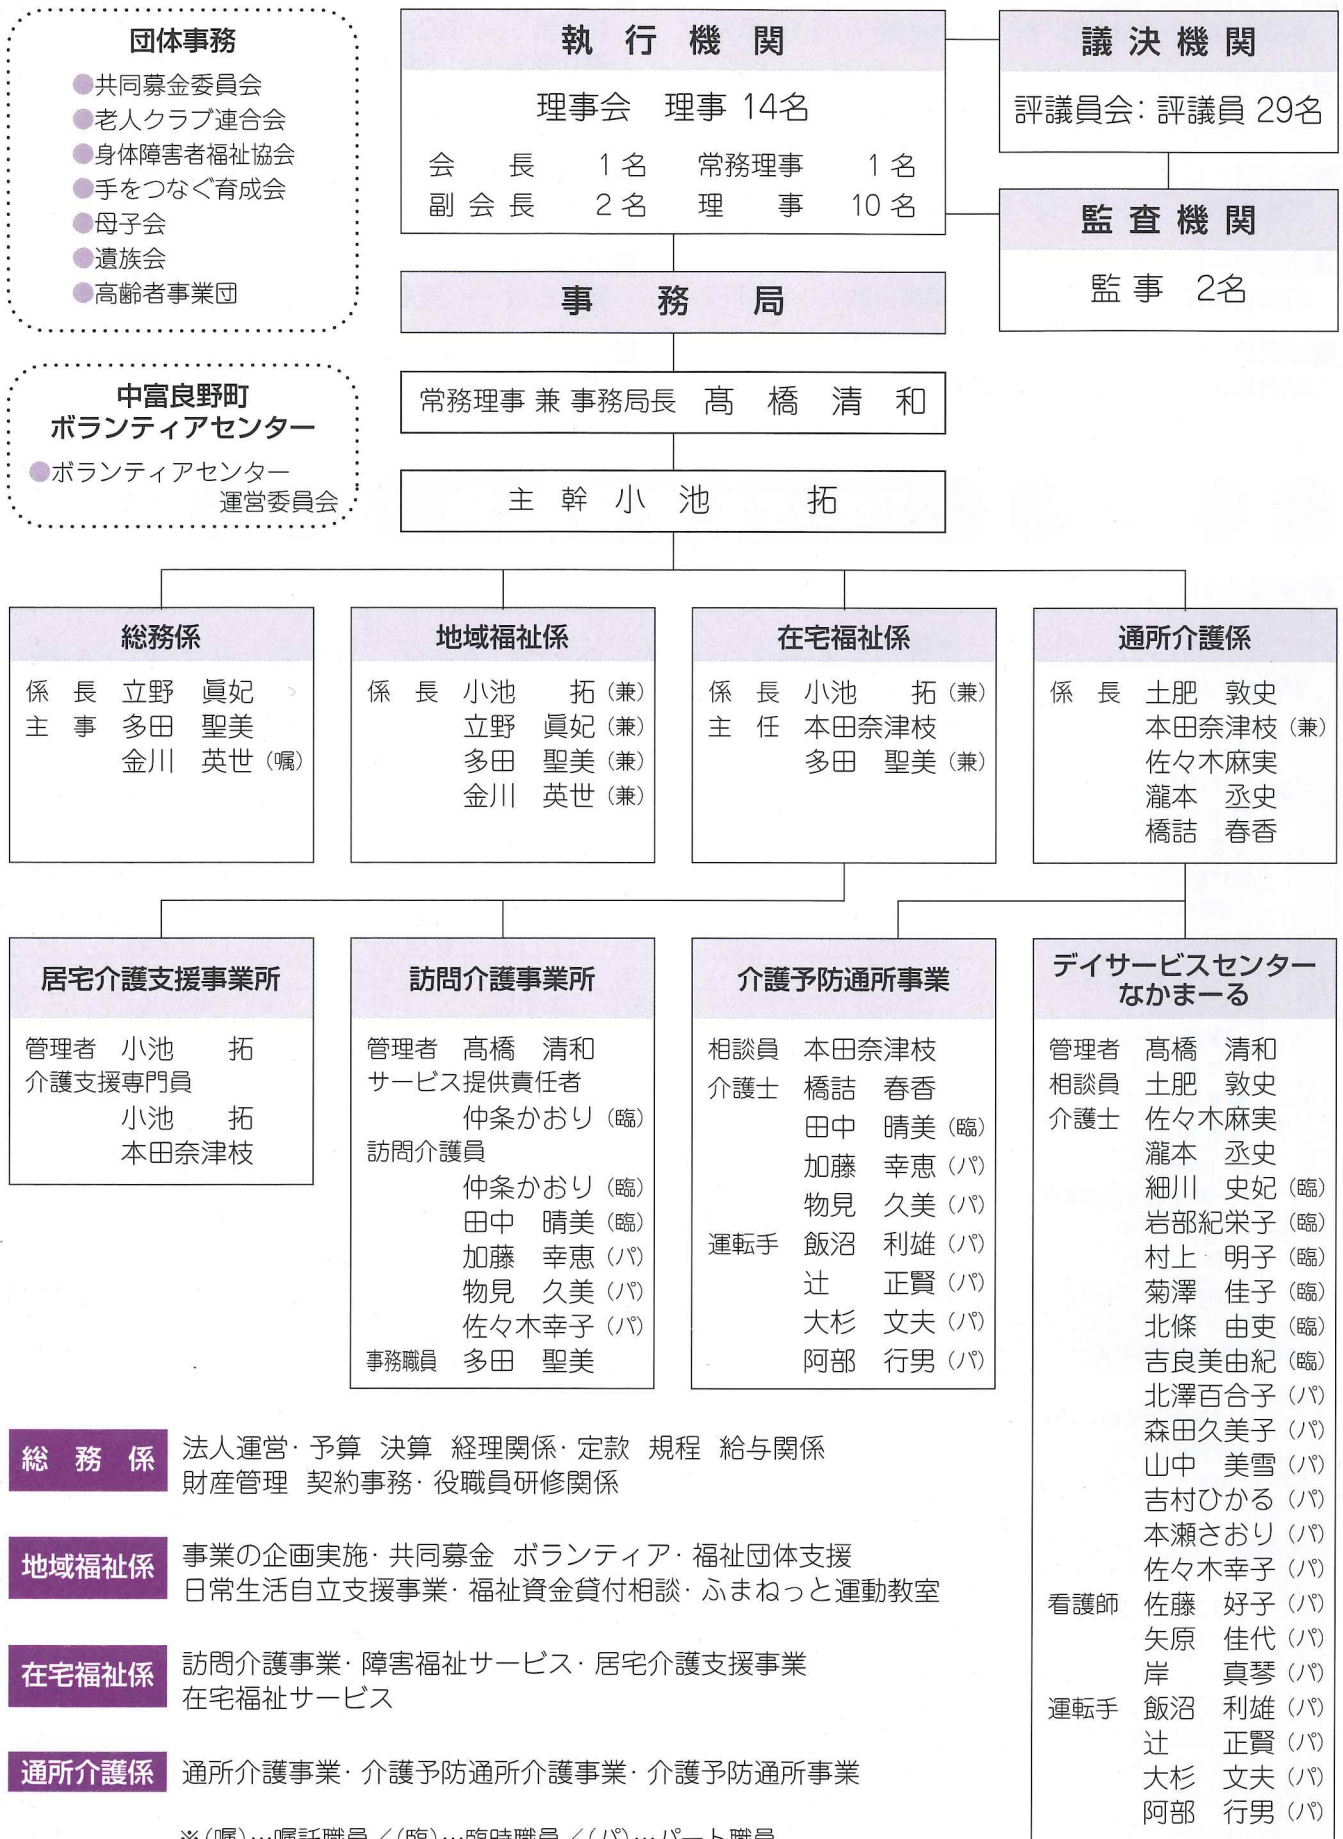 団体事務
●共同募金委員会
●老人クラブ連合会
●身体障害者福祉協会
●手をつなぐ育成会
●母子会
●遺族会
●高齢者事業団
中富良野町
ボランティアセンター
●ボランティアセンター
運営委員会
執行機関
理事会 理事 14名
会長 1名 常務理事 1名
副会長 2名 理事 10名
議決機関
評議員会: 評議員 29名
監査機関
監事 2名
事務局
常務理事 兼 事務局長 髙橋清和
主幹 小池 拓
総務係
係長 立野 眞妃
主事 多田 聖美
金川 英世(嘱)
地域福祉係
係長 小池 拓(兼)
立野 眞妃(兼)
多田 聖美(兼)
金川 英世(兼)
在宅福祉係
係長 小池 拓(兼)
主任 本田奈津枝
多田 聖美(兼)
通所介護係
係長 土肥 敦史
本田奈津枝(兼)
佐々木麻実
瀧本 丞史
橋詰 春香
居宅介護支援事業所
管理者 小池 拓
介護支援専門員
小池 拓
本田奈津枝
訪問介護事業所
管理者 髙橋 清和
サービス提供責任者
仲条かおり(臨)
訪問介護員
仲条かおり(臨)
田中 晴美(臨)
加藤 幸恵(パ)
物見 久美(パ)
佐々木幸子(パ)
事務職員 多田 聖美
介護予防通所事業
相談員 本田奈津枝
介護士 橋詰 春香
田中 晴美(臨)
加藤 幸恵(パ)
物見 久美(パ)
運転手 飯沼 利雄(パ)
辻 正賢(パ)
大杉 文夫(パ)
阿部 行男(パ)
デイサービスセンター
なかまーる
管理者 髙橋 清和
相談員 土肥 敦史
介護士 佐々木麻実
瀧本 丞史
細川 史妃(臨)
岩部紀栄子(臨)
村上 明子(臨)
菊澤 佳子(臨)
北條 由吏(臨)
吉良美由紀(臨)
北澤百合子(パ)
森田久美子(パ)
山中 美雪(パ)
吉村ひかる(パ)
本瀬さおり(パ)
佐々木幸子(パ)
看護師 佐藤 好子(パ)
矢原 佳代(パ)
岸 真琴(パ)
運転手 飯沼 利雄(パ)
辻 正賢(パ)
大杉 文夫(パ)
阿部 行男(パ)
総務係 法人運営・予算 決算 経理関係・定款 規程 給与関係
財産管理 契約事務・役職員研修関係
地域福祉係 事業の企画実施・共同募金 ボランティア・福祉団体支援
日常生活自立支援事業・福祉資金貸付相談・ふまねっと運動教室
在宅福祉係 訪問介護事業・障害福祉サービス・居宅介護支援事業
在宅福祉サービス
通所介護係 通所介護事業・介護予防通所介護事業・介護予防通所事業
※(嘱)…嘱託職員/(臨)…臨時職員/(パ)…パート職員